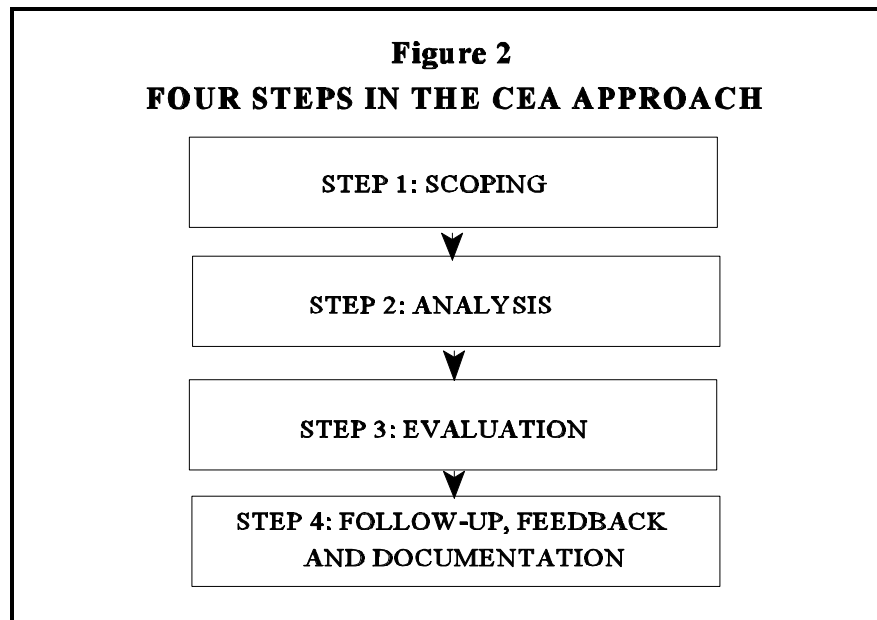 Figure 2
FOUR STEPS IN THE CEA APPROACH
STEP 1: SCOPING
STEP 2: ANALYSIS
STEP 3: EVALUATION
STEP 4: FOLLOW-UP, FEEDBACK
AND DOCUMENTATION